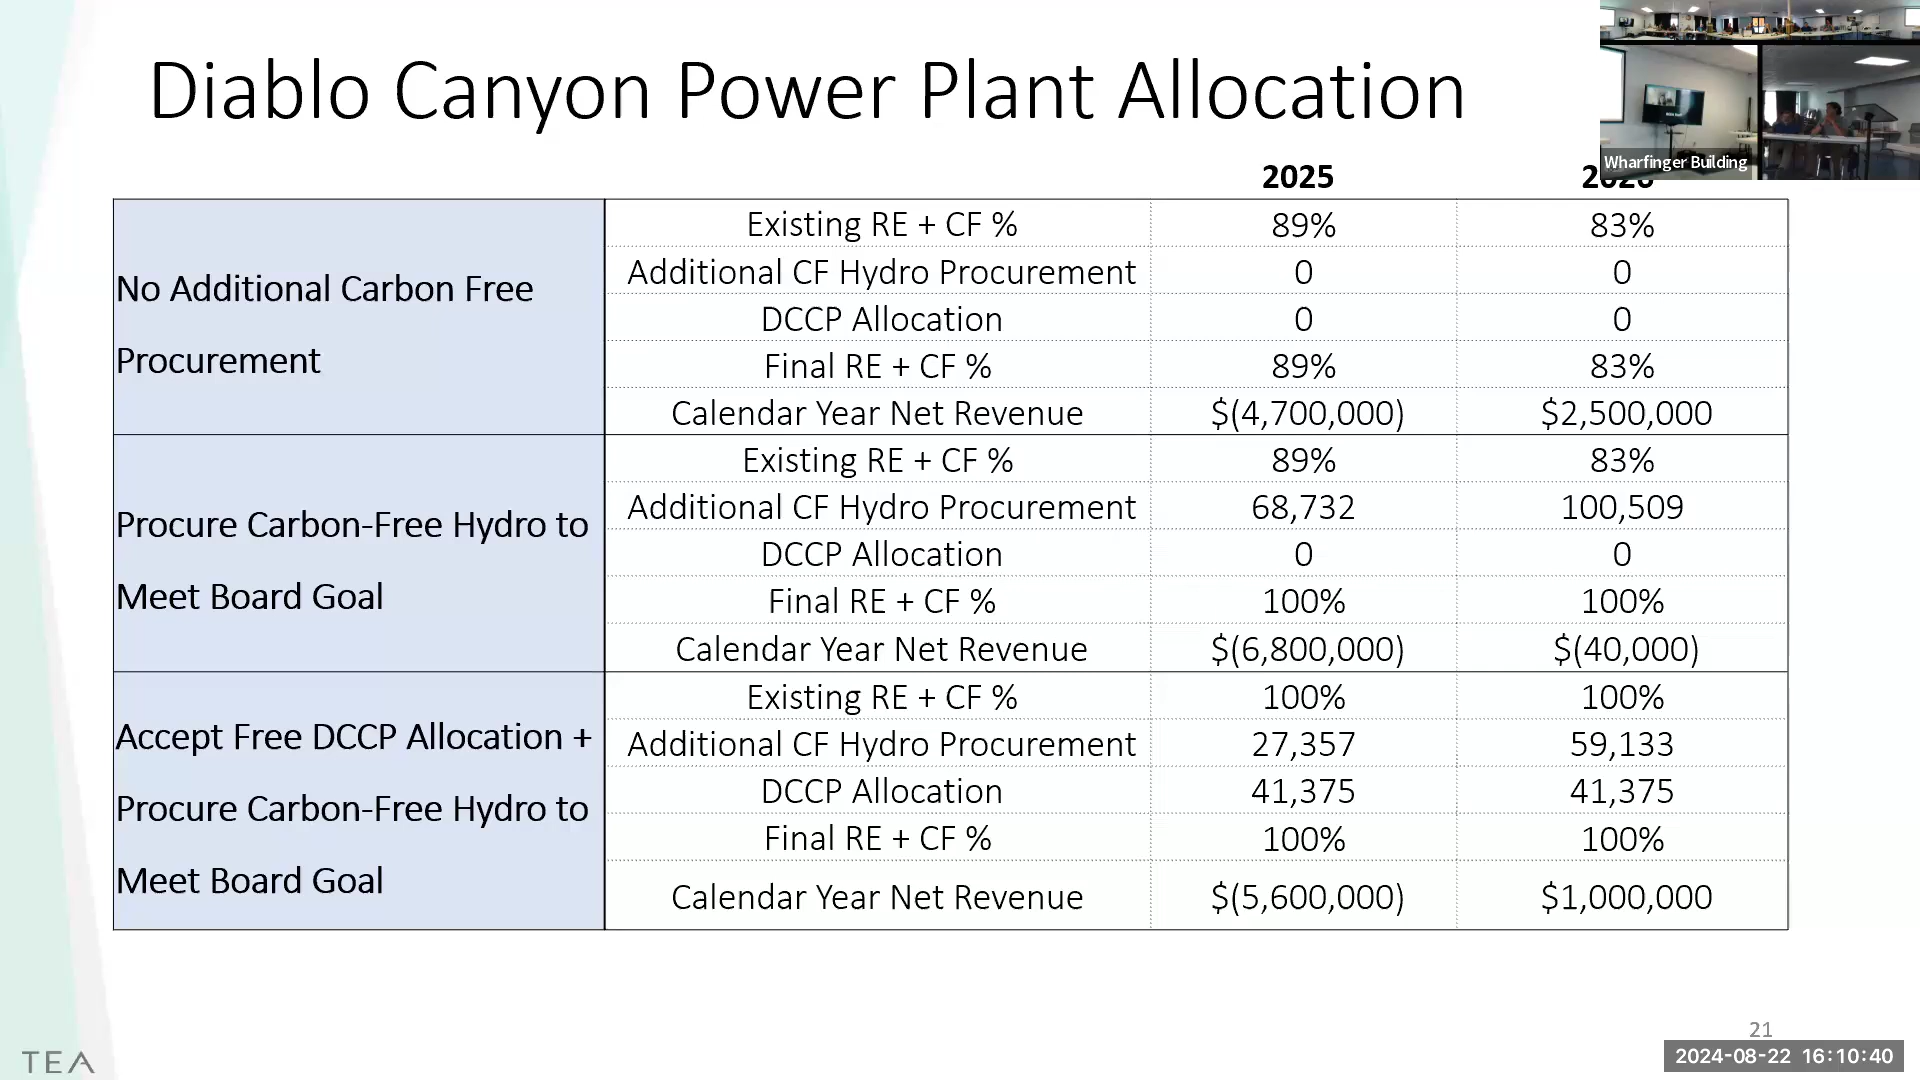 Diablo Canyon Power Plant Allocation
Wharfinger Building
2025
No Additional Carbon Free
Procurement
Existing RE + CF % 89% 83%
Additional CF Hydro Procurement 0 0
DCCP Allocation 0 0
Final RE + CF % 89% 83%
Calendar Year Net Revenue $(4,700,000) $2,500,000
Procure Carbon-Free Hydro to
Meet Board Goal
Existing RE + CF % 89% 83%
Additional CF Hydro Procurement 68,732 100,509
DCCP Allocation 0 0
Final RE + CF % 100% 100%
Calendar Year Net Revenue $(6,800,000) $(40,000)
Accept Free DCCP Allocation +
Procure Carbon-Free Hydro to
Meet Board Goal
Existing RE + CF % 100% 100%
Additional CF Hydro Procurement 27,357 59,133
DCCP Allocation 41,375 41,375
Final RE + CF % 100% 100%
Calendar Year Net Revenue $(5,600,000) $1,000,000
21
TEA
2024-08-22 16:10:40